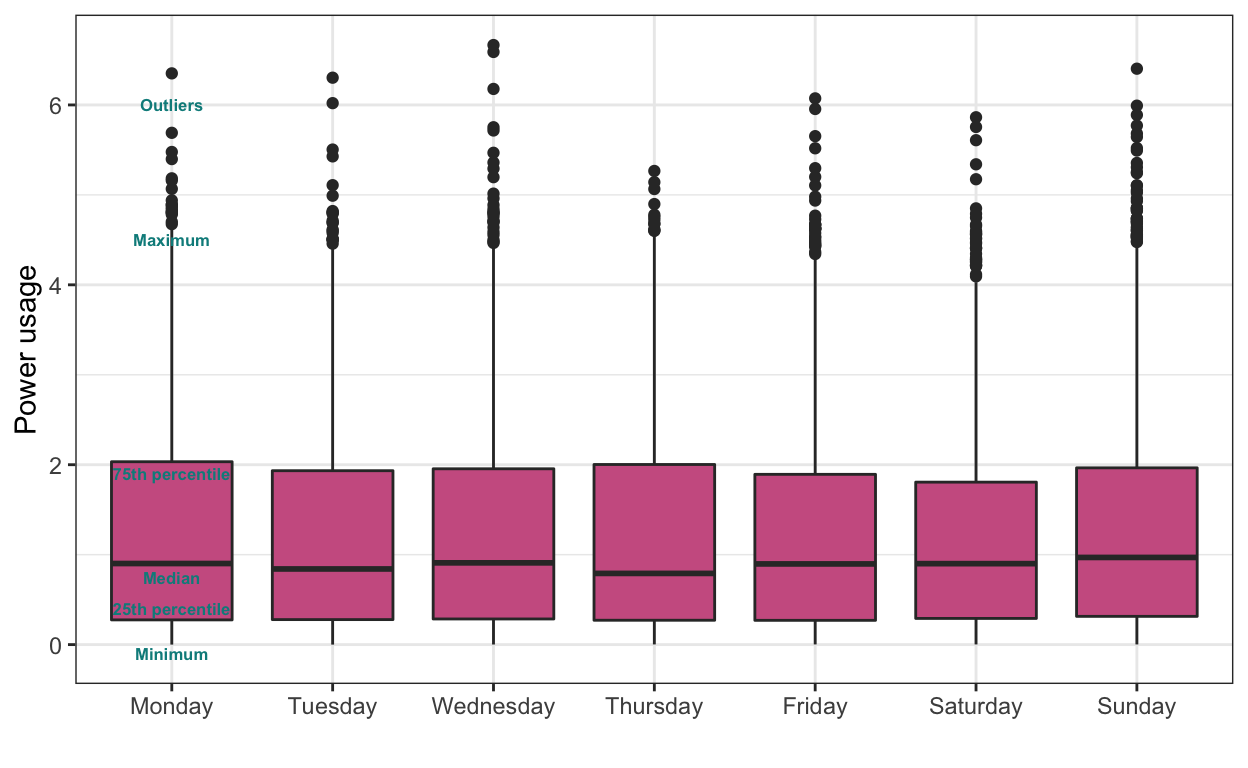 Power usage
6
4
2
0
Outliers
Maximum
75th percentile
Median
25th percentile
Minimum
Monday Tuesday Wednesday Thursday Friday Saturday Sunday